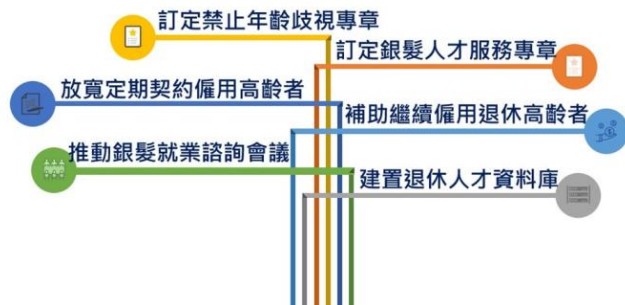 訂定禁止年齡歧視專章
訂定銀髮人才服務專章
放寬定期契約僱用高齡者
補助繼續僱用退休高齡者
推動銀髮就業諮詢會議
建置退休人才資料庫